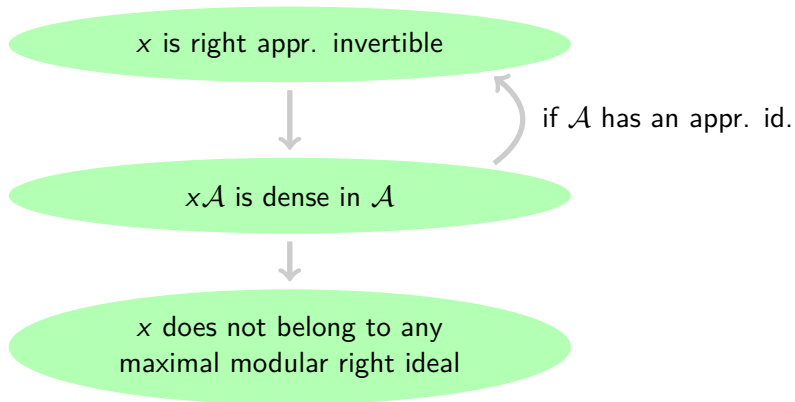 x is right appr. invertible
if 𝒜 has an appr. id.
x𝒜 is dense in 𝒜
x does not belong to any
maximal modular right ideal